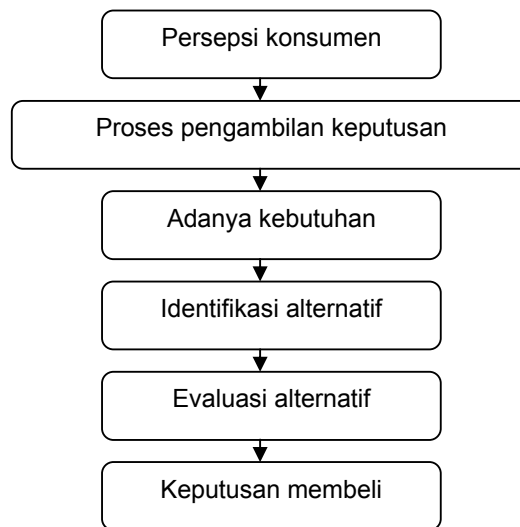 Persepsi konsumen
Proses pengambilan keputusan
Adanya kebutuhan
Identifikasi alternatif
Evaluasi alternatif
Keputusan membeli